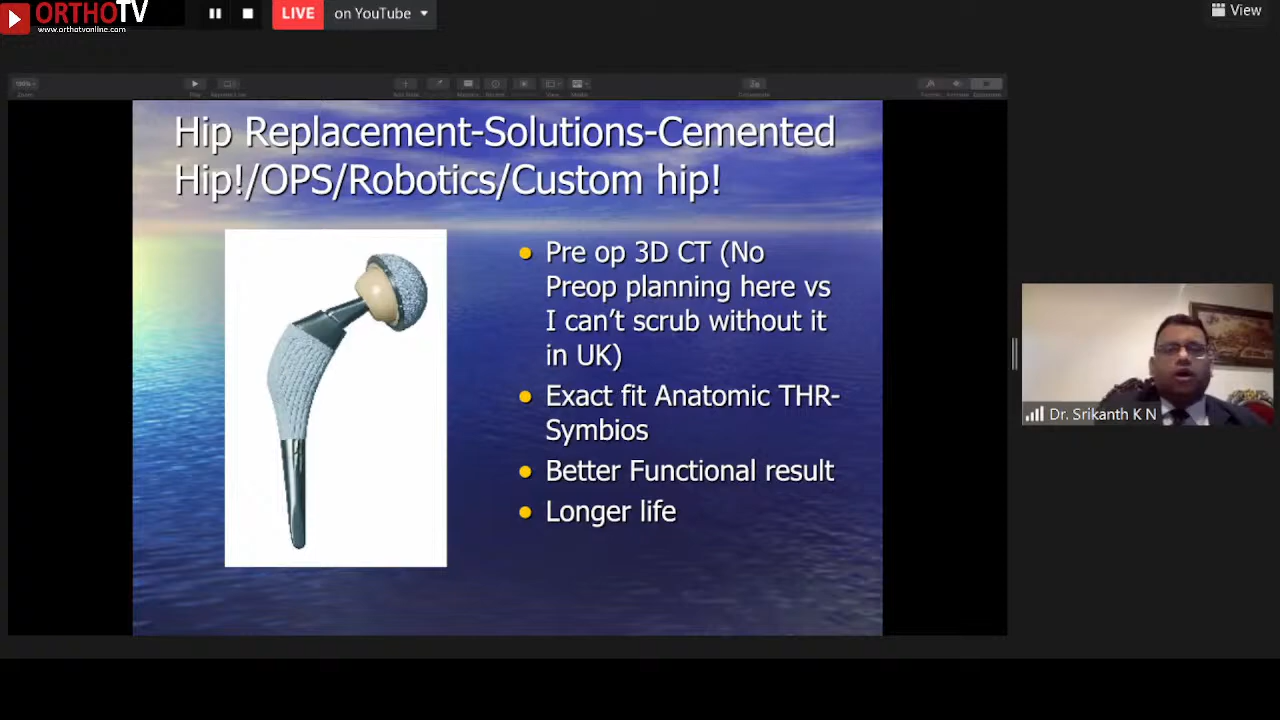 ORTHOTV
www.orthotvonline.com
LIVE
on YouTube
View
Hip Replacement-Solutions-Cemented
Hip!/OPS/Robotics/Custom hip!
Pre op 3D CT (No
Preop planning here vs
I can't scrub without it
in UK)
Exact fit Anatomic THR-
Symbios
Better Functional result
Longer life
Dr. Srikanth K N